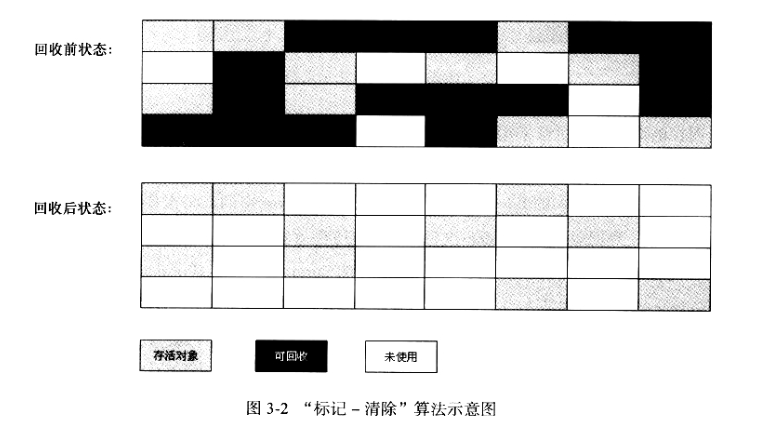 回收前状态:
回收后状态:
存活对象
可回收
未使用
图 3-2 “标记 – 清除”算法示意图